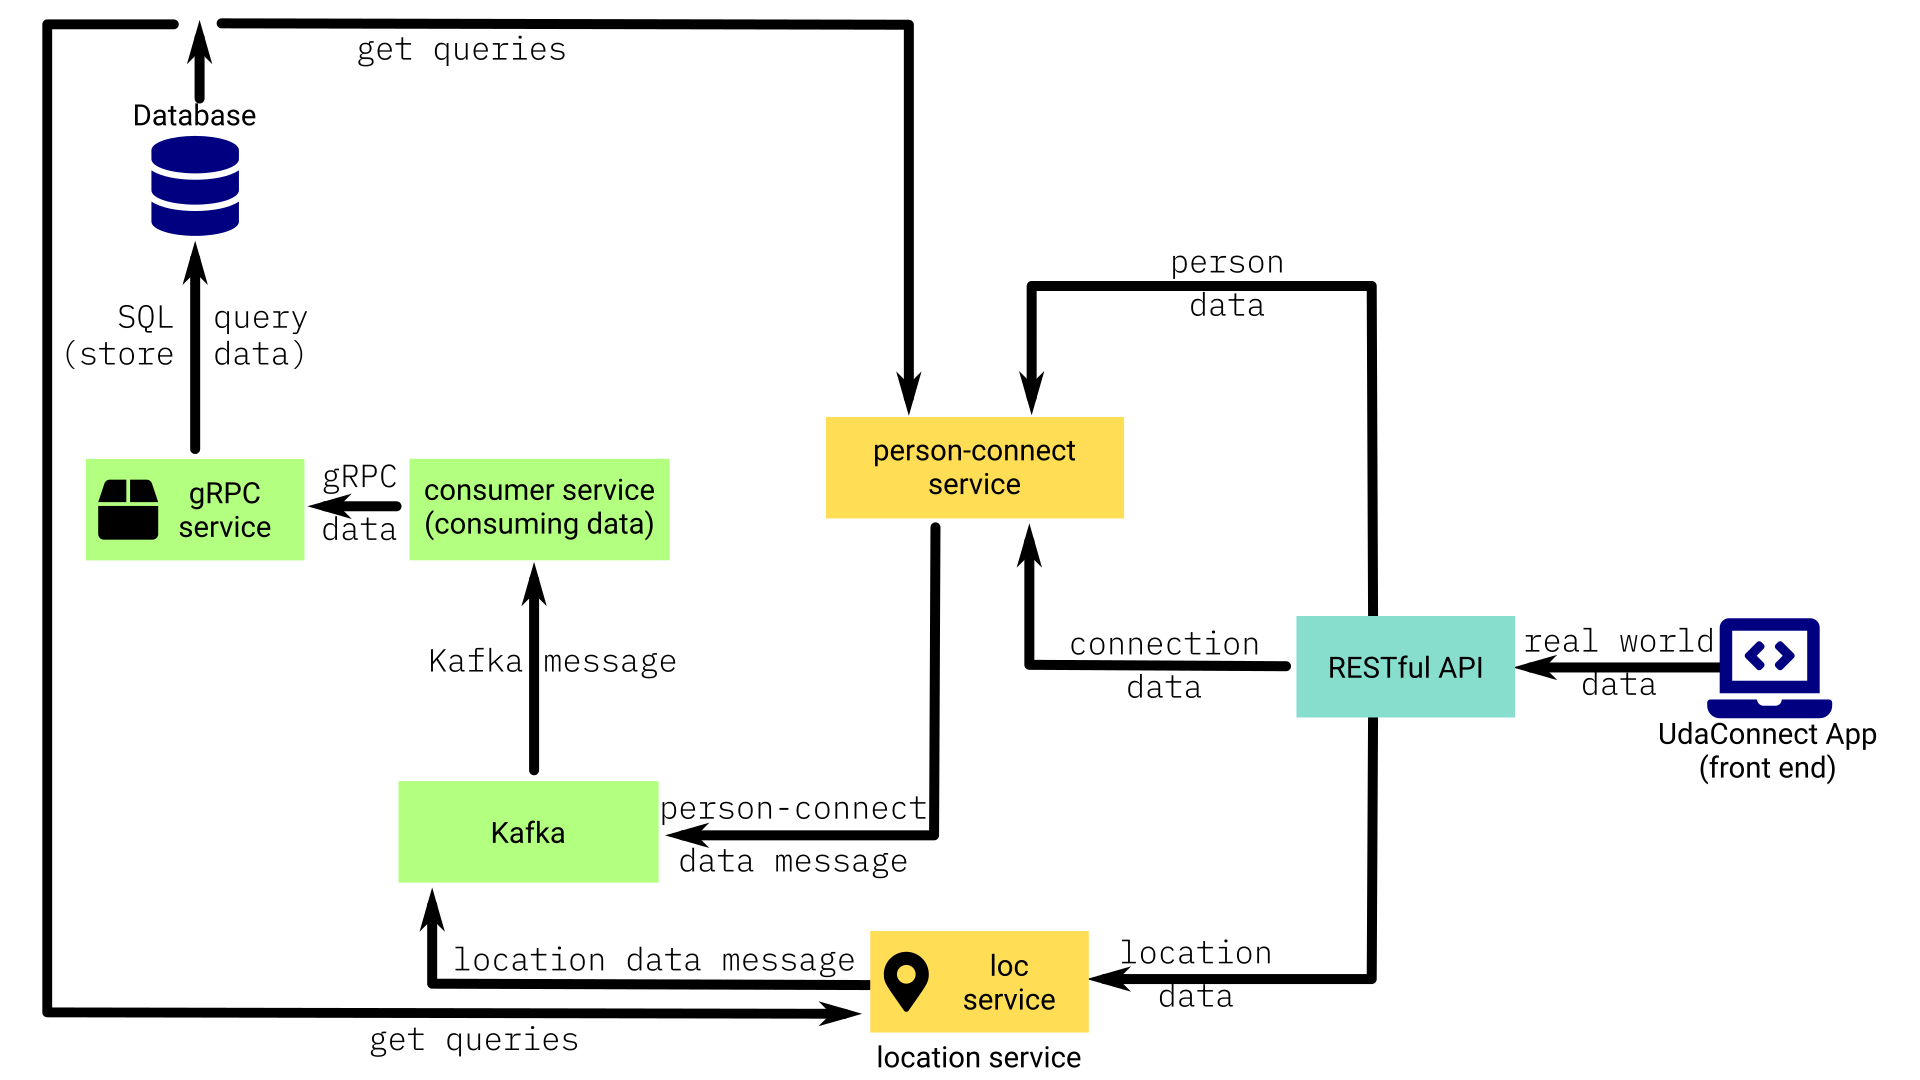 get queries
Database
SQL query
(store data)
person
data
person-connect
service
gRPC
service
gRPC
data
consumer service
(consuming data)
Kafka message
connection
data
RESTful API
real world
data
UdaConnect App
(front end)
Kafka
person-connect
data message
location data message
loc
service
location
data
get queries
location service